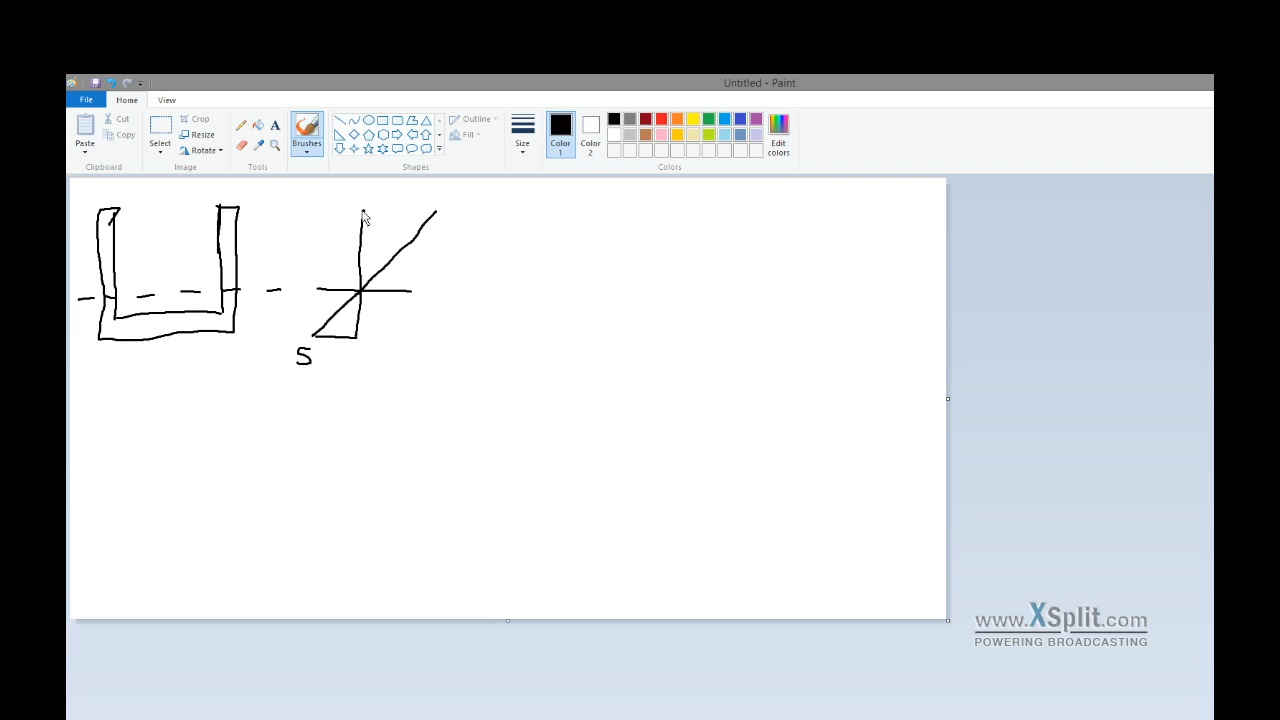 Untitled - Paint
File Home View
Paste
Cut
Copy
Clipboard
Select
Crop
Resize
Rotate
Image
Tools
A
Brushes
Outline
Fill
Shapes
Size
Color 1
Color 2
Edit colors
Colors
5
www.XSplit.com
POWERING BROADCASTING